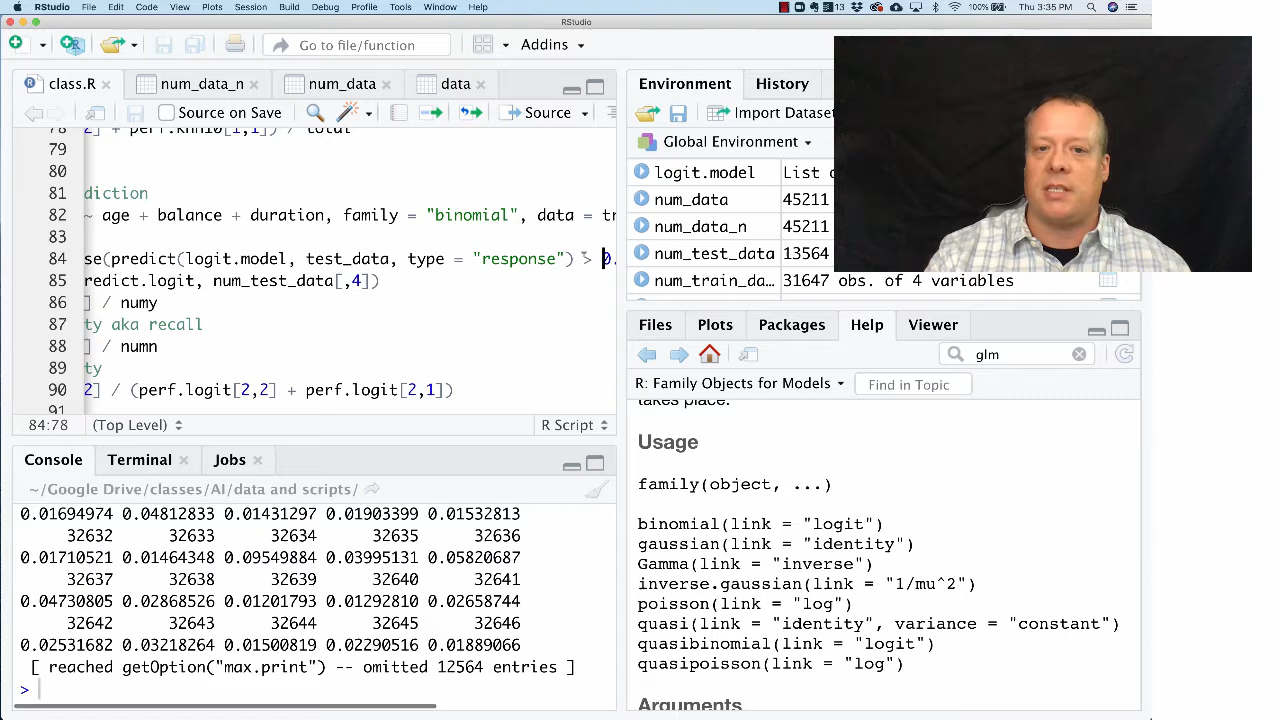 RStudio File Edit Code View Plots Session Build Debug Profile Tools Window Help
13 100% Thu 3:35 PM
RStudio
Go to file/function
Addins
class.R
num_data_n
num_data
data
Source on Save
Source
78 2] + perf.knn10[1,1]) / total
79
80
81 diction
82 ~ age + balance + duration, family = "binomial", data = tr
83
84 se(predict(logit.model, test_data, type = "response") > 0.
85 redict.logit, num_test_data[,4])
86 ] / numy
87 ty aka recall
88 ] / numn
89 ty
90 2] / (perf.logit[2,2] + perf.logit[2,1])
91
84:78 (Top Level) R Script
Console Terminal Jobs
~/Google Drive/classes/AI/data and scripts/
0.01694974 0.04812833 0.01431297 0.01903399 0.01532813
32632 32633 32634 32635 32636
0.01710521 0.01464348 0.09549884 0.03995131 0.05820687
32637 32638 32639 32640 32641
0.04730805 0.02868526 0.01201793 0.01292810 0.02658744
32642 32643 32644 32645 32646
0.02531682 0.03218264 0.01500819 0.02290516 0.01889066
[ reached getOption("max.print") -- omitted 12564 entries ]
>
Environment History
Import Dataset
Global Environment
logit.model List o
num_data 45211
num_data_n 45211
num_test_data 13564
num_train_da… 31647 obs. of 4 variables
Files Plots Packages Help Viewer
glm
R: Family Objects for Models
Find in Topic
takes place.
Usage
family(object, ...)
binomial(link = "logit")
gaussian(link = "identity")
Gamma(link = "inverse")
inverse.gaussian(link = "1/mu^2")
poisson(link = "log")
quasi(link = "identity", variance = "constant")
quasibinomial(link = "logit")
quasipoisson(link = "log")
Arguments